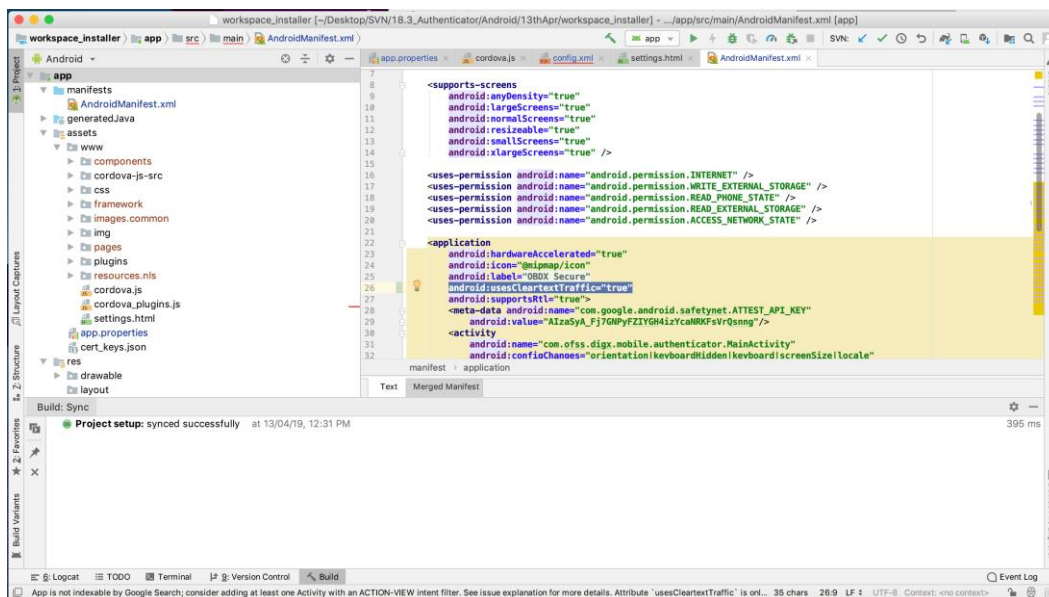 workspace_installer [~/Desktop/SVN/18.3_Authenticator/Android/13thApr/workspace_installer] - .../app/src/main/AndroidManifest.xml [app]
workspace_installer app src main AndroidManifest.xml
app
SVN:
1: Project
Android
app.properties cordova.js config.xml settings.html AndroidManifest.xml
app
manifests
AndroidManifest.xml
generatedJava
assets
www
components
cordova-js-src
css
framework
images.common
img
pages
plugins
resources.nls
cordova.js
cordova_plugins.js
settings.html
app.properties
cert_keys.json
res
drawable
layout
7
8 <supports-screens
9 android:anyDensity="true"
10 android:largeScreens="true"
11 android:normalScreens="true"
12 android:resizeable="true"
13 android:smallScreens="true"
14 android:xlargeScreens="true" />
15
16 <uses-permission android:name="android.permission.INTERNET" />
17 <uses-permission android:name="android.permission.WRITE_EXTERNAL_STORAGE" />
18 <uses-permission android:name="android.permission.READ_PHONE_STATE" />
19 <uses-permission android:name="android.permission.READ_EXTERNAL_STORAGE" />
20 <uses-permission android:name="android.permission.ACCESS_NETWORK_STATE" />
21
22 <application
23 android:hardwareAccelerated="true"
24 android:icon="@mipmap/icon"
25 android:label="OBDX Secure"
26 android:usesCleartextTraffic="true"
27 android:supportsRtl="true">
28 <meta-data android:name="com.google.android.safetynet.ATTEST_API_KEY"
29 android:value="AIzaSyA_Fj7GNPyFZIYGH4izYcaNRKFsVrQsnng"/>
30 <activity
31 android:name="com.ofss.digx.mobile.authenticator.MainActivity"
32 android:configChanges="orientation|keyboardHidden|keyboard|screenSize|locale"
manifest application
Text Merged Manifest
Layout Captures
Z: Structure
2: Favorites
Build Variants
Build: Sync
Project setup: synced successfully at 13/04/19, 12:31 PM
395 ms
6: Logcat TODO Terminal 9: Version Control Build
Event Log
App is not indexable by Google Search; consider adding at least one Activity with an ACTION-VIEW intent filter. See issue explanation for more details. Attribute `usesCleartextTraffic` is onl... 35 chars 26:9 LF UTF-8 Context: <no context>